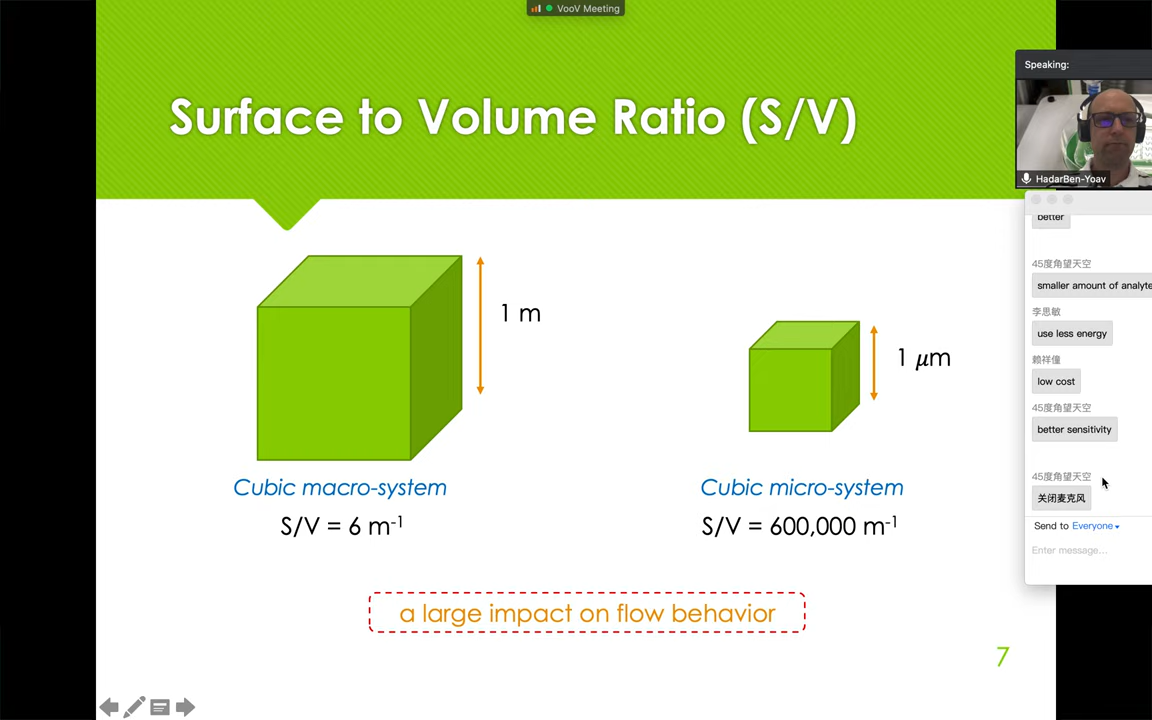 VooV Meeting
Surface to Volume Ratio (S/V)
1 m
1 μm
Cubic macro-system
Cubic micro-system
S/V = 6 m-1
S/V = 600,000 m-1
a large impact on flow behavior
7
Speaking:
HadarBen-Yoav
better
45度角望天空
smaller amount of analyte
李思敏
use less energy
赖祥僮
low cost
45度角望天空
better sensitivity
45度角望天空
关闭麦克风
Send to Everyone
Enter message...